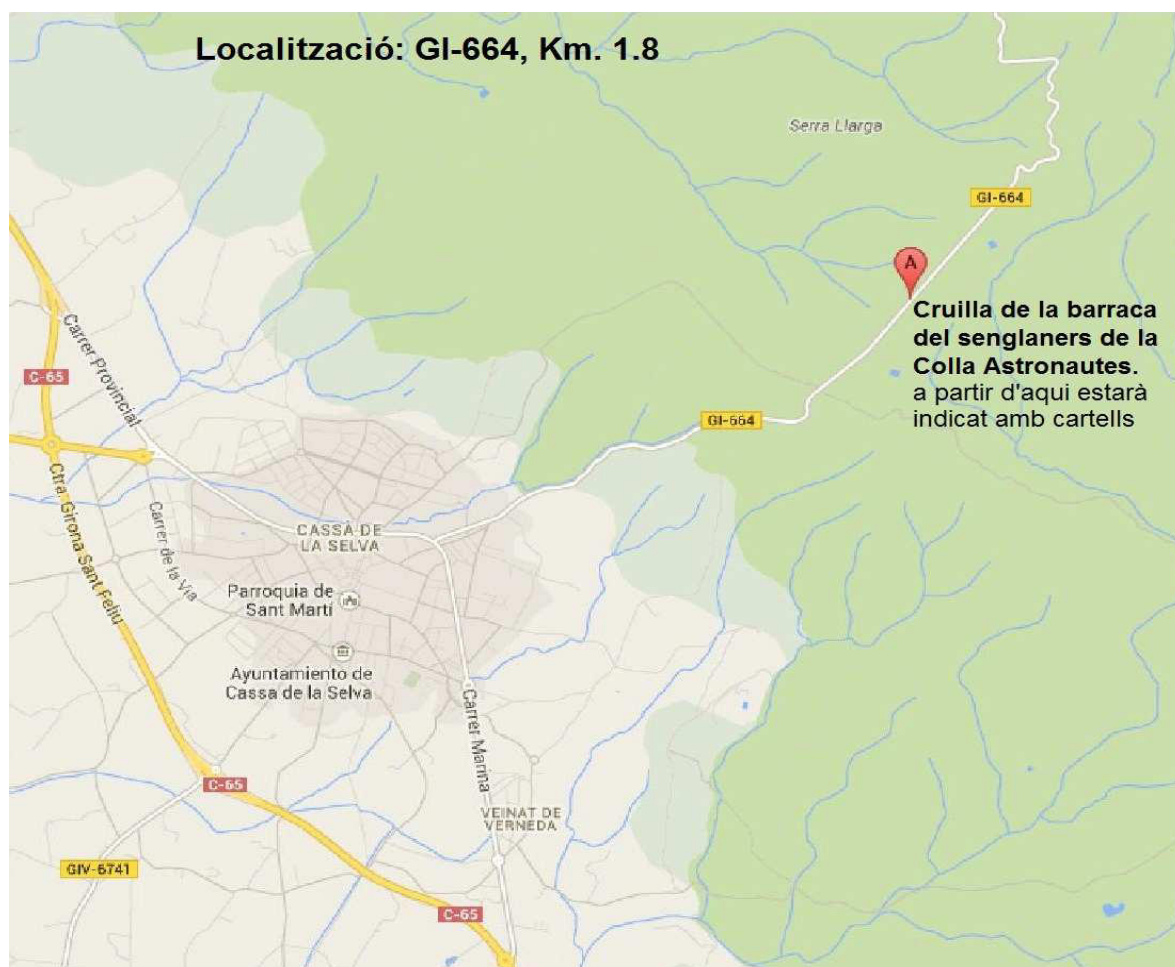 Localització: GI-664, Km. 1.8
Serra Llarga
GI-664
A
Cruilla de la barraca
del senglaners de la
Colla Astronautes.
a partir d'aqui estarà
indicat amb cartells
Carrer Provincial
C-65
GI-664
Ctra. Girona Sant Feliu
Carrer de la Via
CASSÀ DE
LA SELVA
Parroquia de
Sant Martí
Ayuntamiento de
Cassa de la Selva
Carrer Marina
C-65
VEINAT DE
VERNEDA
GIV-6741
C-65